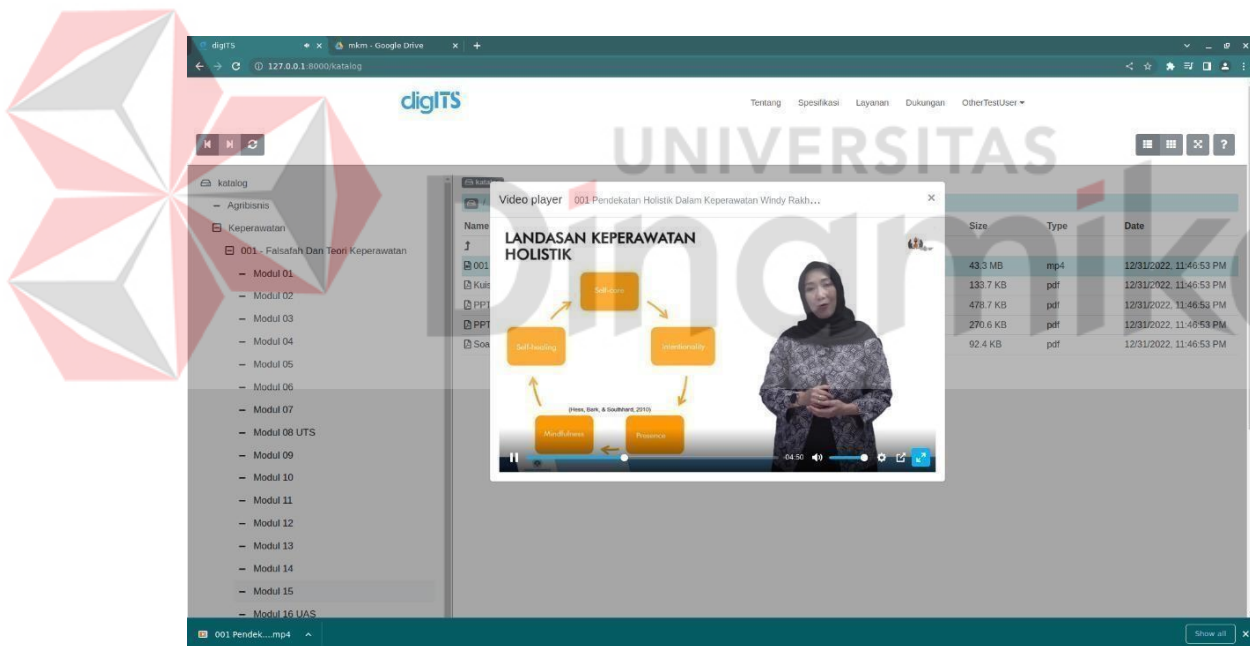 digITS
mkm - Google Drive
127.0.0.1:8000/katalog
digITS
Tentang Spesifikasi Layanan Dukungan OtherTestUser
UNIVERSITAS
Dinamika
katalog
Agribisnis
Keperawatan
001 - Falsafah Dan Teori Keperawatan
Modul 01
Modul 02
Modul 03
Modul 04
Modul 05
Modul 06
Modul 07
Modul 08 UTS
Modul 09
Modul 10
Modul 11
Modul 12
Modul 13
Modul 14
Modul 15
Modul 16 UAS
Video player 001 Pendekatan Holistik Dalam Keperawatan Windy Rakh...
LANDASAN KEPERAWATAN
HOLISTIK
Self-care
Self-healing
Intentionality
(Hess, Bark, & Southard, 2010)
Mindfulness
Presence
-04:50
Name Size Type Date
001 43.3 MB mp4 12/31/2022, 11:46:53 PM
Kuis 133.7 KB pdf 12/31/2022, 11:46:53 PM
PPT 478.7 KB pdf 12/31/2022, 11:46:53 PM
PPT 270.6 KB pdf 12/31/2022, 11:46:53 PM
Soa 92.4 KB pdf 12/31/2022, 11:46:53 PM
001 Pendek....mp4
Show all